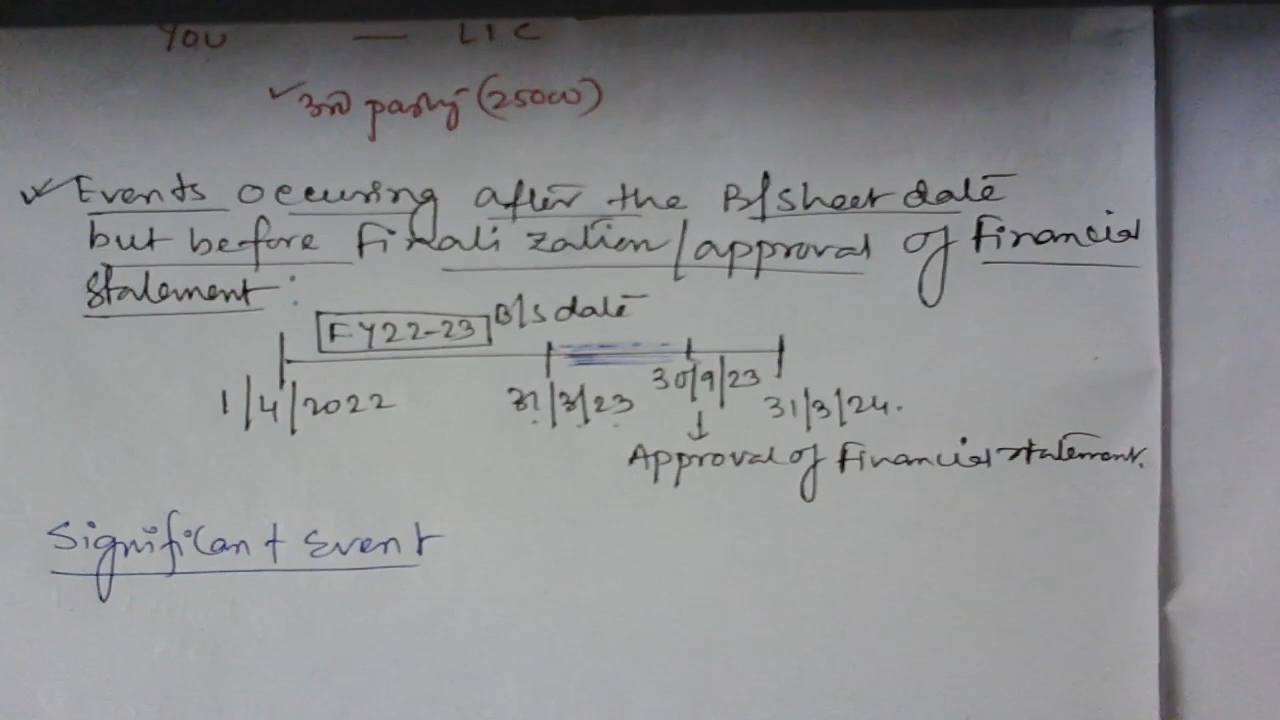 YOU — LIC
✓ 3rd party (25000)
✓ Events occuring after the B/sheet date
but before finalization/approval of financial
statement:
FY22-23 B/s date
1/4/2022 31/3/23 30/9/23 31/3/24.
↓
Approval of financial statement.
Significant Event